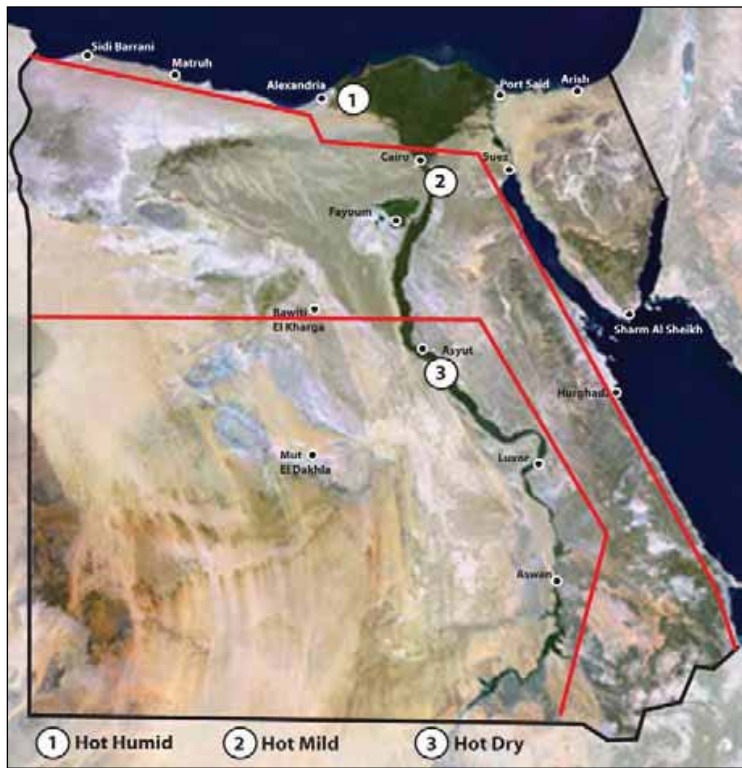 Sidi Barrani
Matruh
Alexandria
1
Port Said
Arish
Cairo
Suez
2
Fayoum
Bawiti
El Kharga
Sharm Al Sheikh
Asyut
3
Hurghada
Mut
El Dakhla
Luxor
Aswan
1 Hot Humid
2 Hot Mild
3 Hot Dry